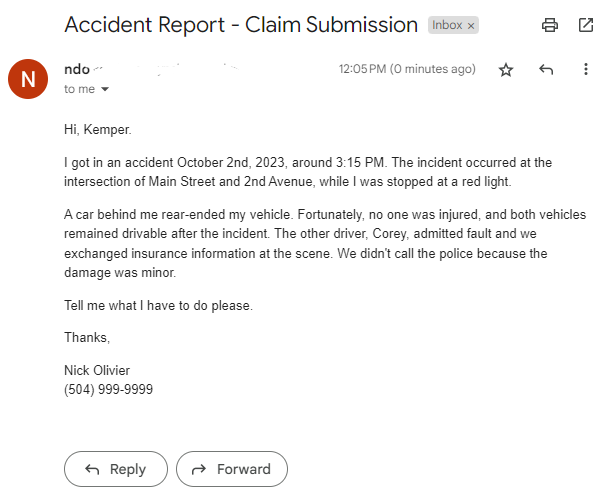 Accident Report - Claim Submission Inbox ×
N
ndo 12:05 PM (0 minutes ago)
to me
Hi, Kemper.
I got in an accident October 2nd, 2023, around 3:15 PM. The incident occurred at the
intersection of Main Street and 2nd Avenue, while I was stopped at a red light.
A car behind me rear-ended my vehicle. Fortunately, no one was injured, and both vehicles
remained drivable after the incident. The other driver, Corey, admitted fault and we
exchanged insurance information at the scene. We didn't call the police because the
damage was minor.
Tell me what I have to do please.
Thanks,
Nick Olivier
(504) 999-9999
Reply Forward